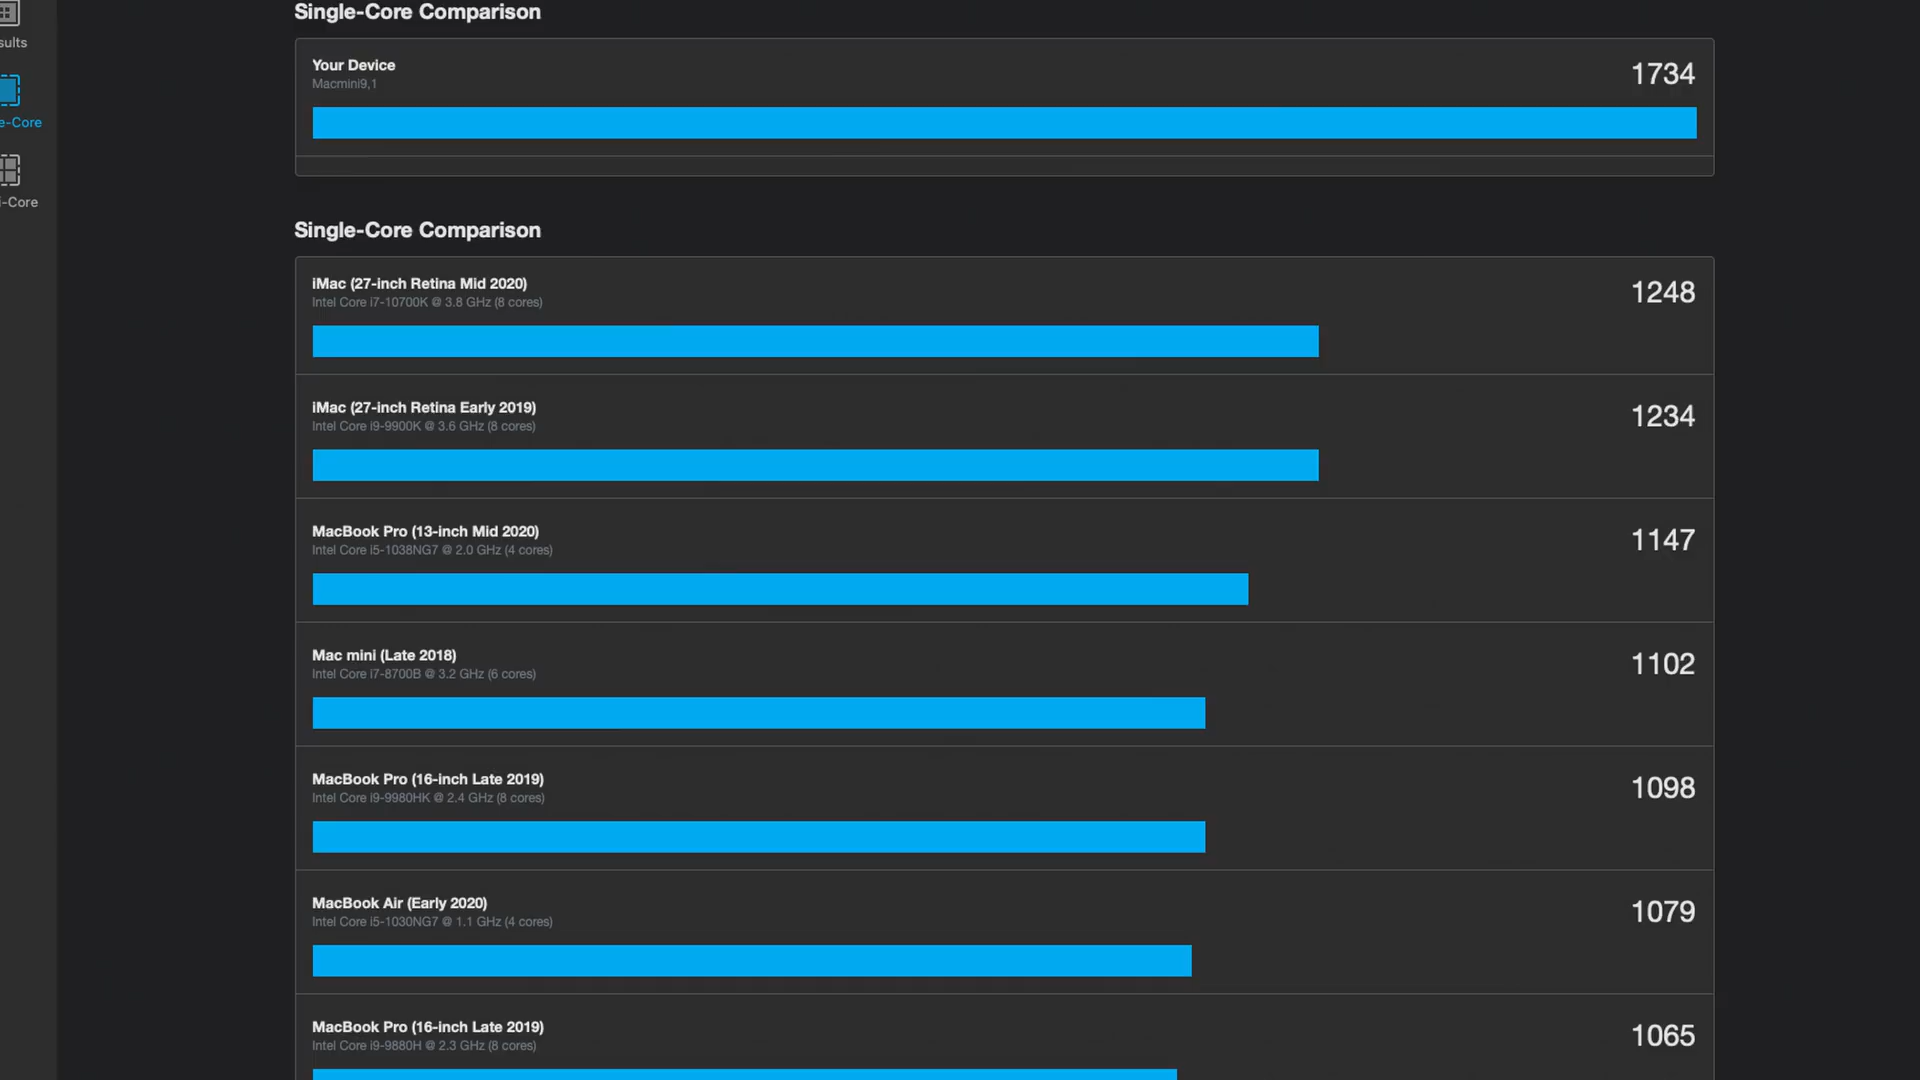 sults
e-Core
i-Core
Single-Core Comparison
Your Device
Macmini9,1
1734
Single-Core Comparison
iMac (27-inch Retina Mid 2020)
Intel Core i7-10700K @ 3.8 GHz (8 cores)
1248
iMac (27-inch Retina Early 2019)
Intel Core i9-9900K @ 3.6 GHz (8 cores)
1234
MacBook Pro (13-inch Mid 2020)
Intel Core i5-1038NG7 @ 2.0 GHz (4 cores)
1147
Mac mini (Late 2018)
Intel Core i7-8700B @ 3.2 GHz (6 cores)
1102
MacBook Pro (16-inch Late 2019)
Intel Core i9-9980HK @ 2.4 GHz (8 cores)
1098
MacBook Air (Early 2020)
Intel Core i5-1030NG7 @ 1.1 GHz (4 cores)
1079
MacBook Pro (16-inch Late 2019)
Intel Core i9-9880H @ 2.3 GHz (8 cores)
1065